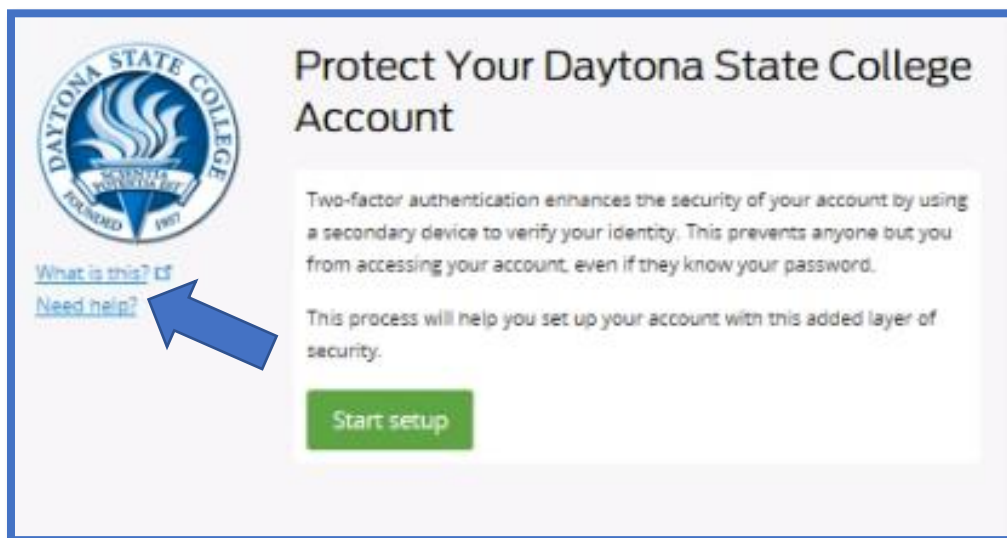 DAYTONA STATE COLLEGE
SCIENTIA
POTENTIA EST
FOUNDED 1957
What is this?
Need help?
Protect Your Daytona State College
Account
Two-factor authentication enhances the security of your account by using
a secondary device to verify your identity. This prevents anyone but you
from accessing your account, even if they know your password.
This process will help you set up your account with this added layer of
security.
Start setup